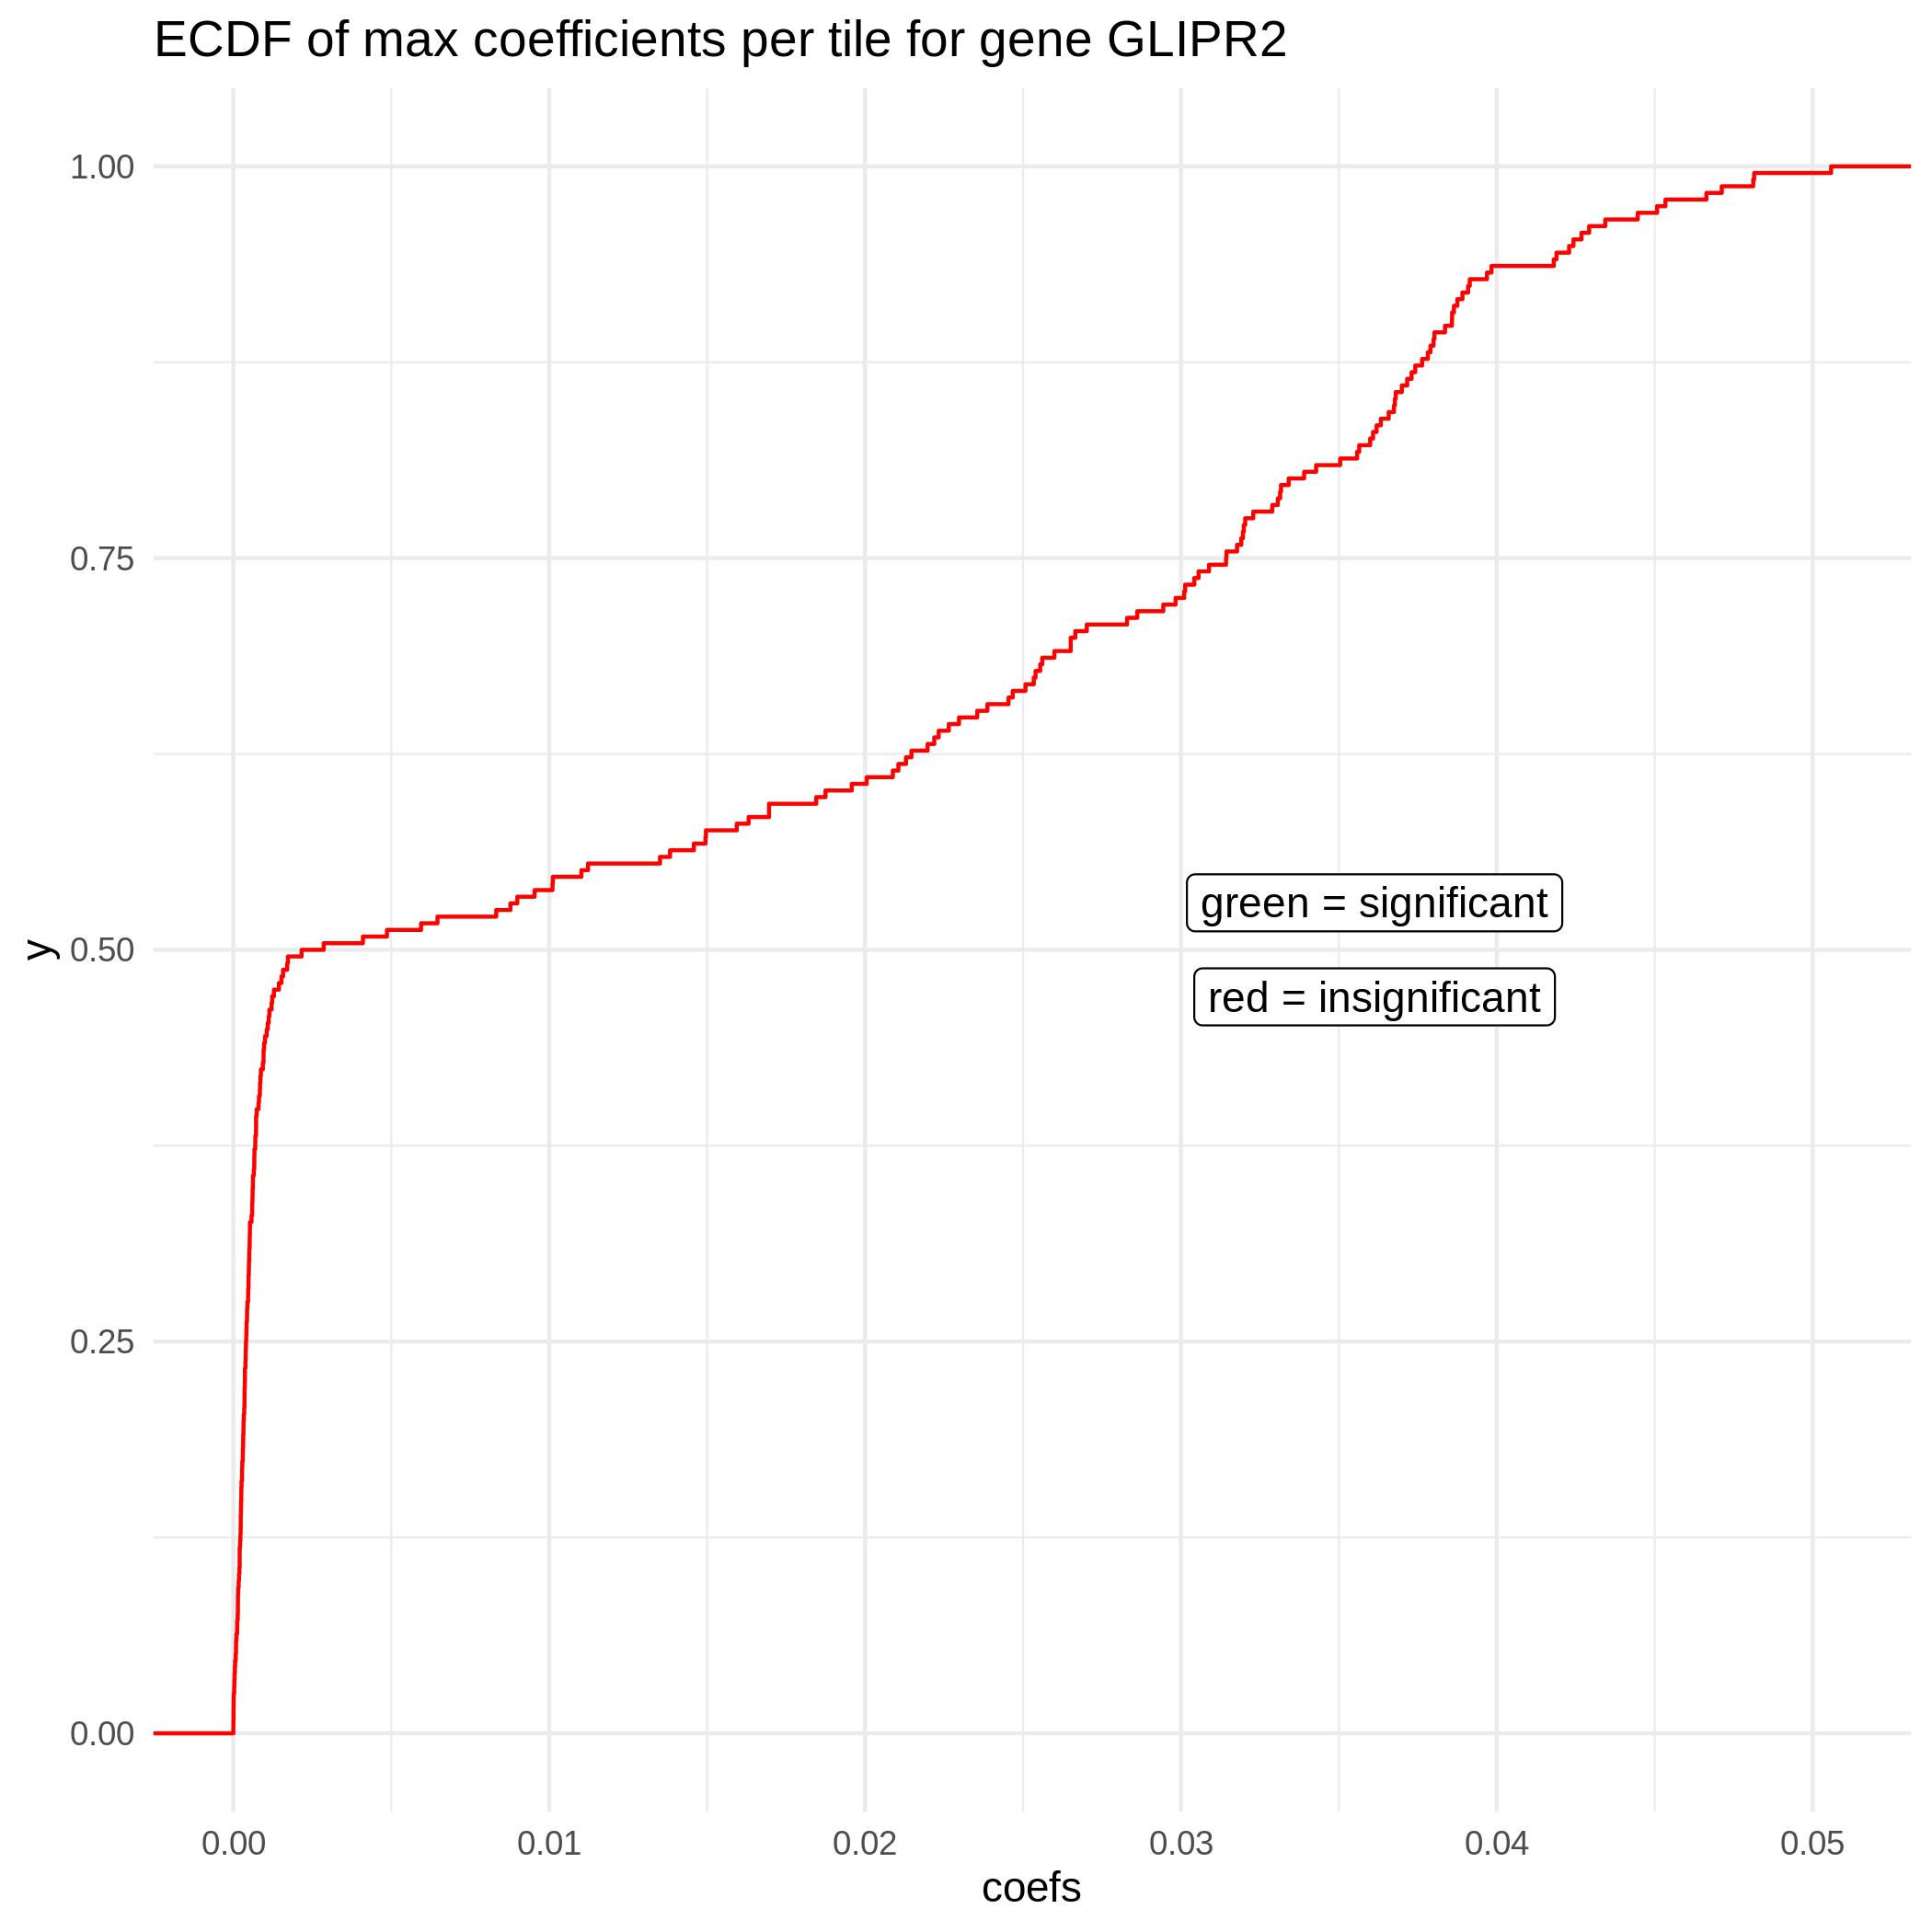 ECDF of max coefficients per tile for gene GLIPR2
1.00
0.75
0.50
0.25
0.00
y
green = significant
red = insignificant
0.00 0.01 0.02 0.03 0.04 0.05
coefs